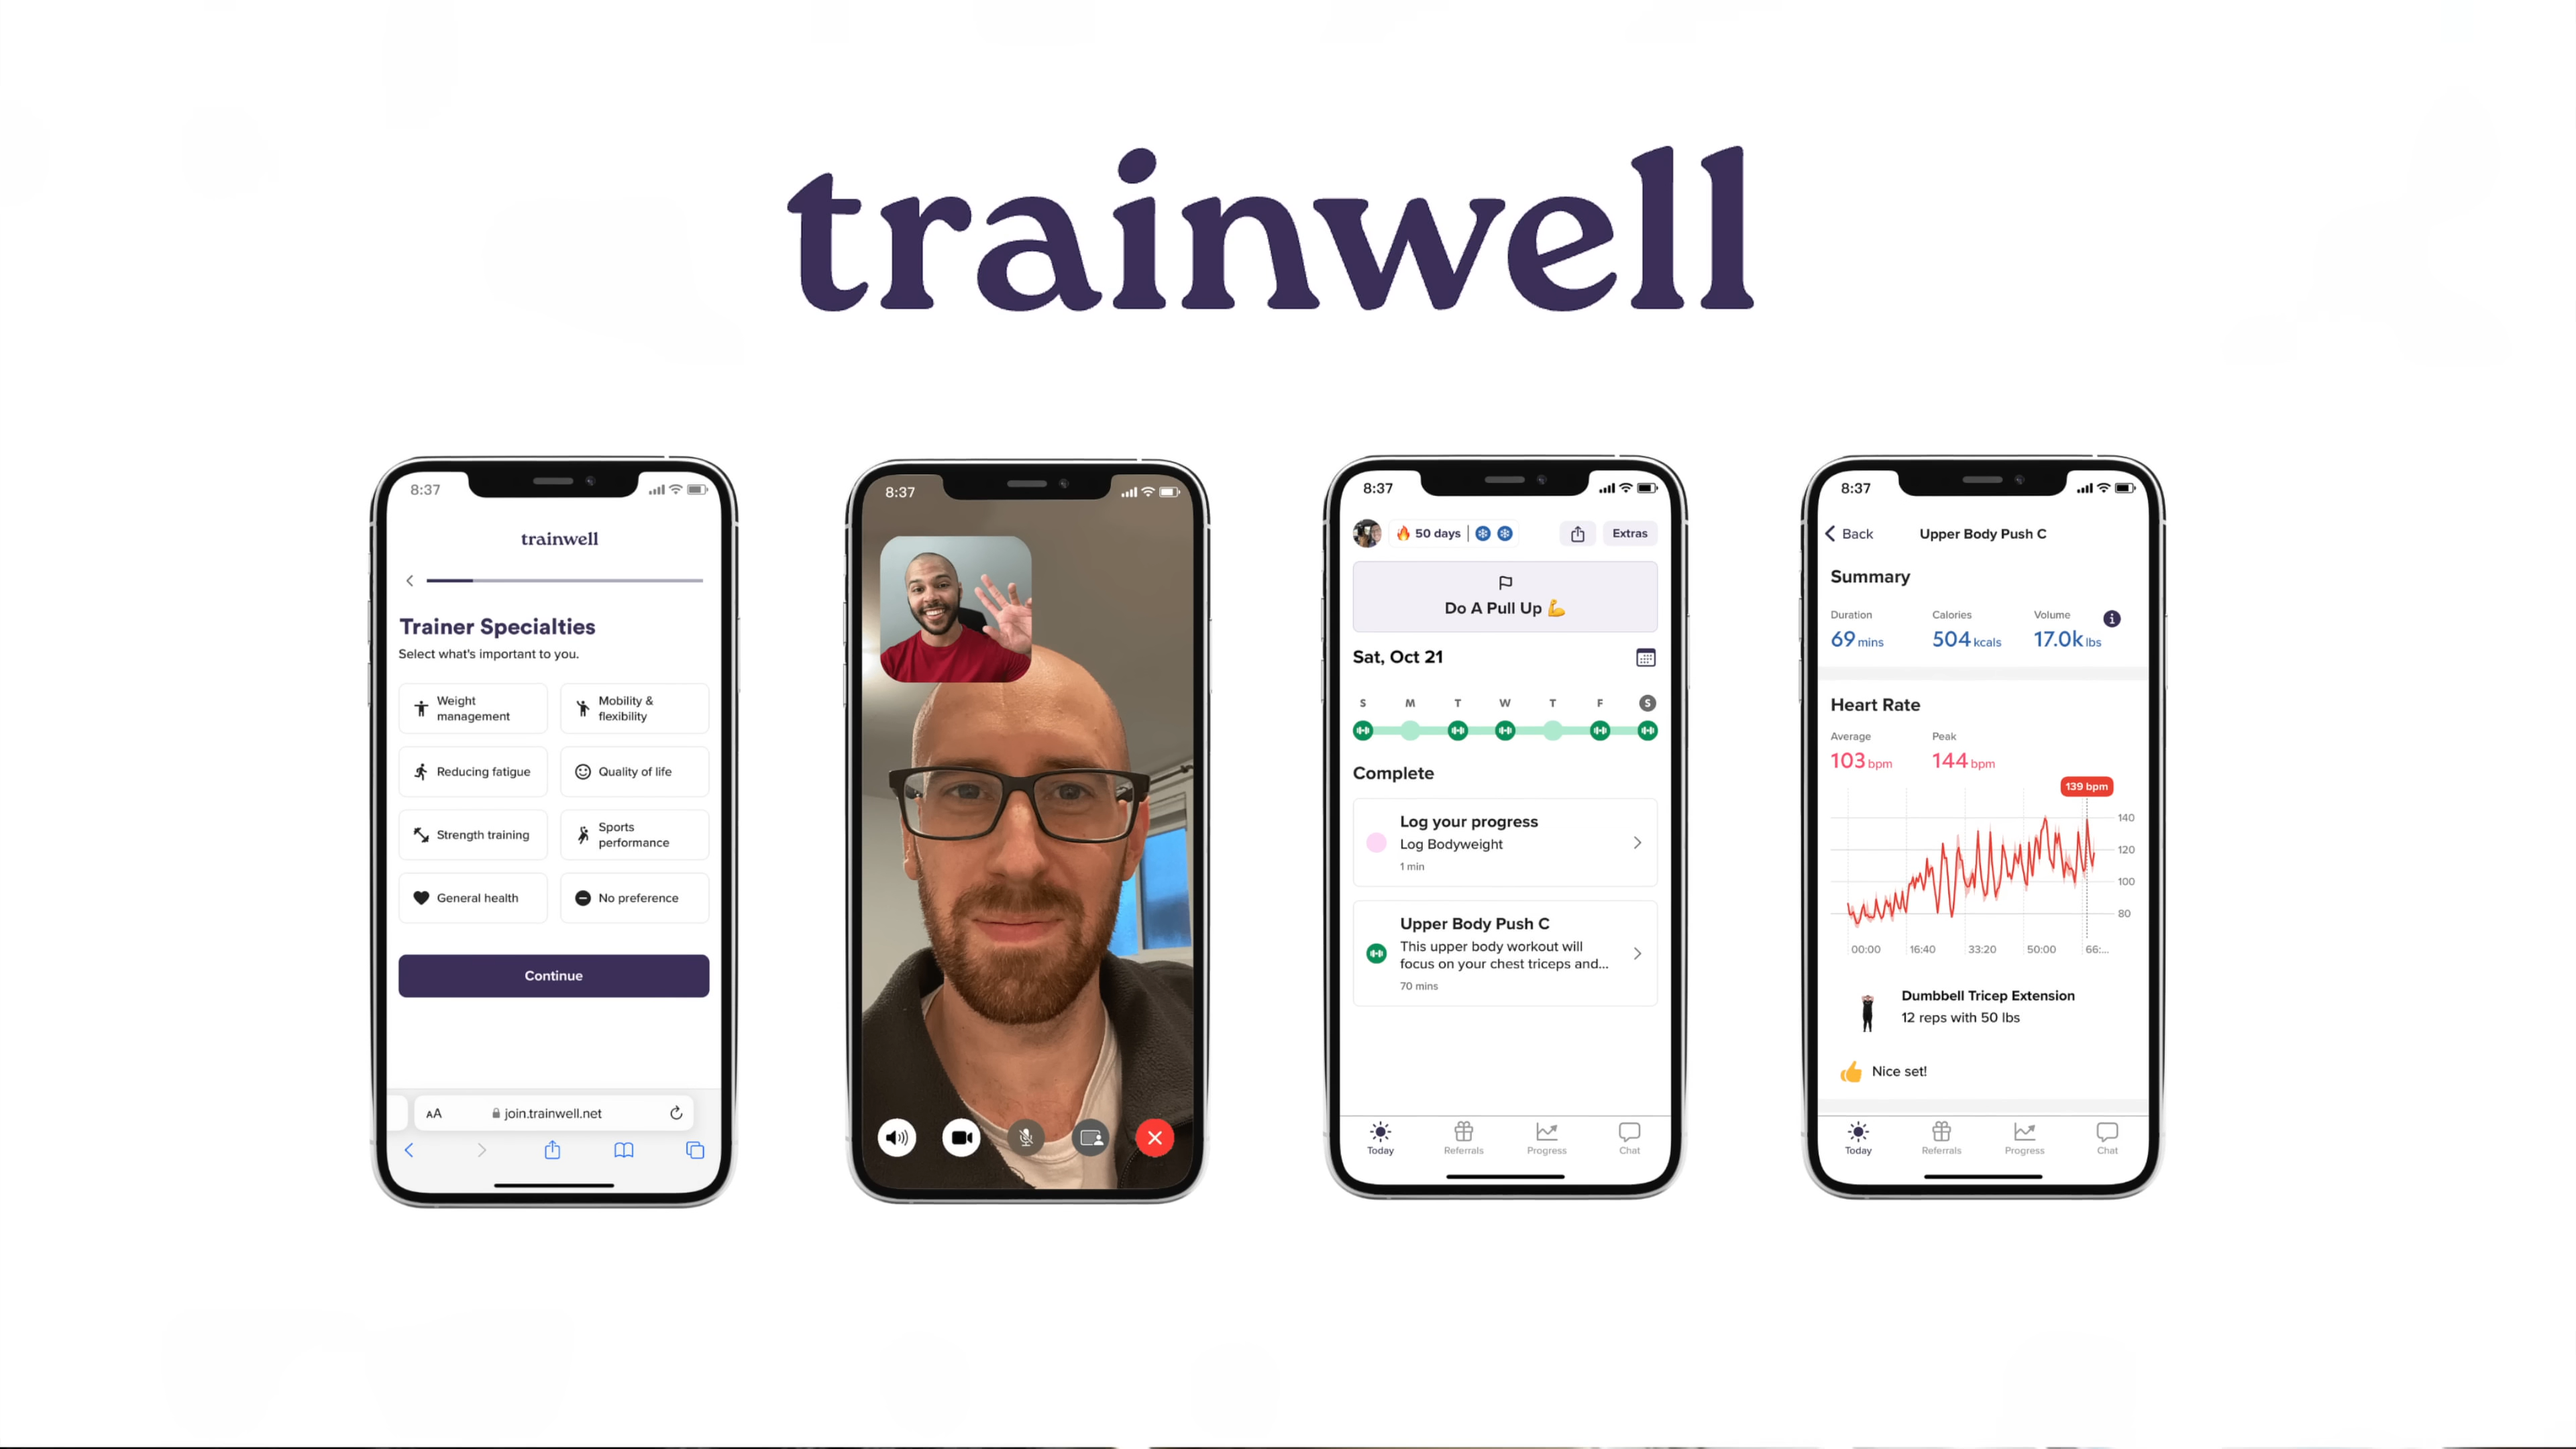 trainwell
8:37
trainwell
Trainer Specialties
Select what's important to you.
Weight
management
Mobility &
flexibility
Reducing fatigue
Quality of life
Strength training
Sports
performance
General health
No preference
Continue
AA
join.trainwell.net
8:37
8:37
50 days
Extras
Do A Pull Up 💪
Sat, Oct 21
S M T W T F S
Complete
Log your progress
Log Bodyweight
1 min
Upper Body Push C
This upper body workout will
focus on your chest triceps and...
70 mins
Today Referrals Progress Chat
8:37
Back
Upper Body Push C
Summary
Duration Calories Volume
69 mins 504 kcals 17.0k lbs
Heart Rate
Average Peak
103 bpm 144 bpm
139 bpm
140
120
100
80
00:00 16:40 33:20 50:00 66:...
Dumbbell Tricep Extension
12 reps with 50 lbs
👍 Nice set!
Today Referrals Progress Chat